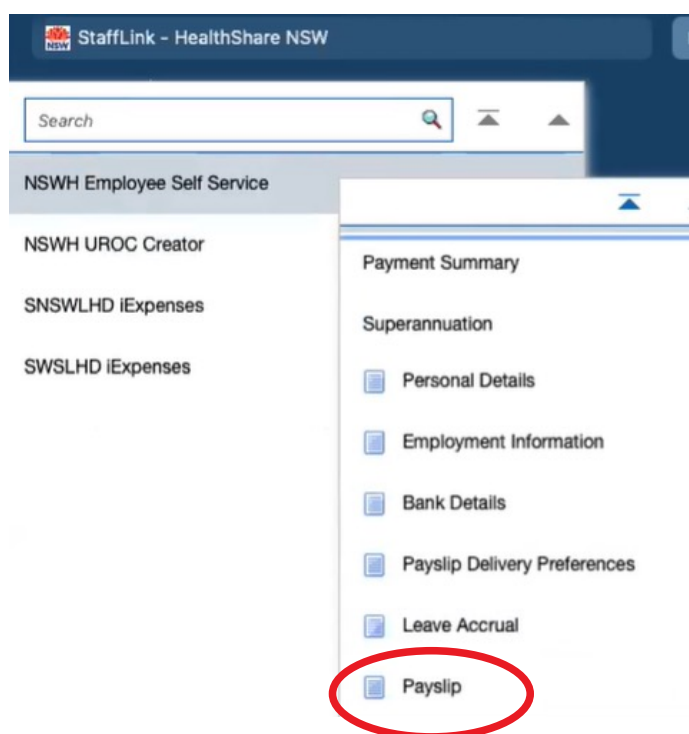 NSW
StaffLink - HealthShare NSW
Search
NSWH Employee Self Service
NSWH UROC Creator
SNSWLHD iExpenses
SWSLHD iExpenses
Payment Summary
Superannuation
Personal Details
Employment Information
Bank Details
Payslip Delivery Preferences
Leave Accrual
Payslip